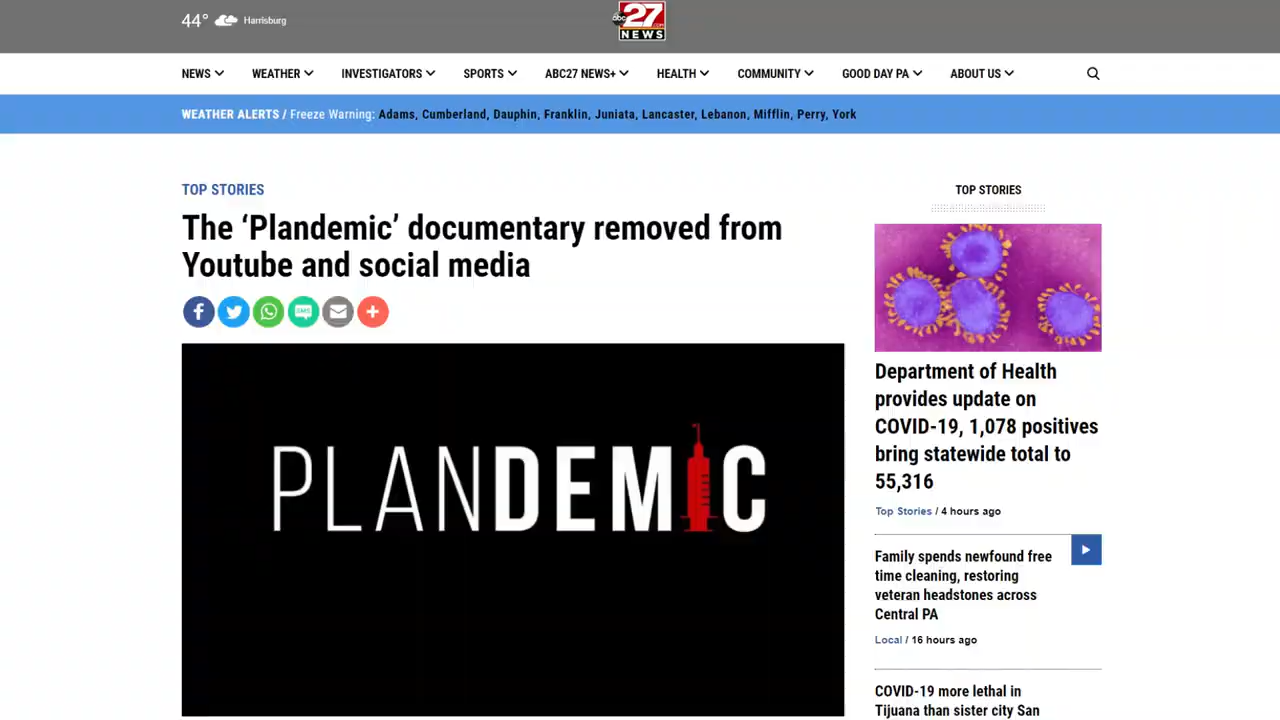 44° Harrisburg
abc 27 .COM
NEWS
NEWS WEATHER INVESTIGATORS SPORTS ABC27 NEWS+ HEALTH COMMUNITY GOOD DAY PA ABOUT US
WEATHER ALERTS / Freeze Warning: Adams, Cumberland, Dauphin, Franklin, Juniata, Lancaster, Lebanon, Mifflin, Perry, York
TOP STORIES
The ‘Plandemic’ documentary removed from
Youtube and social media
SMS
PLANDEMIC
TOP STORIES
Department of Health
provides update on
COVID-19, 1,078 positives
bring statewide total to
55,316
Top Stories / 4 hours ago
Family spends newfound free
time cleaning, restoring
veteran headstones across
Central PA
Local / 16 hours ago
COVID-19 more lethal in
Tijuana than sister city San